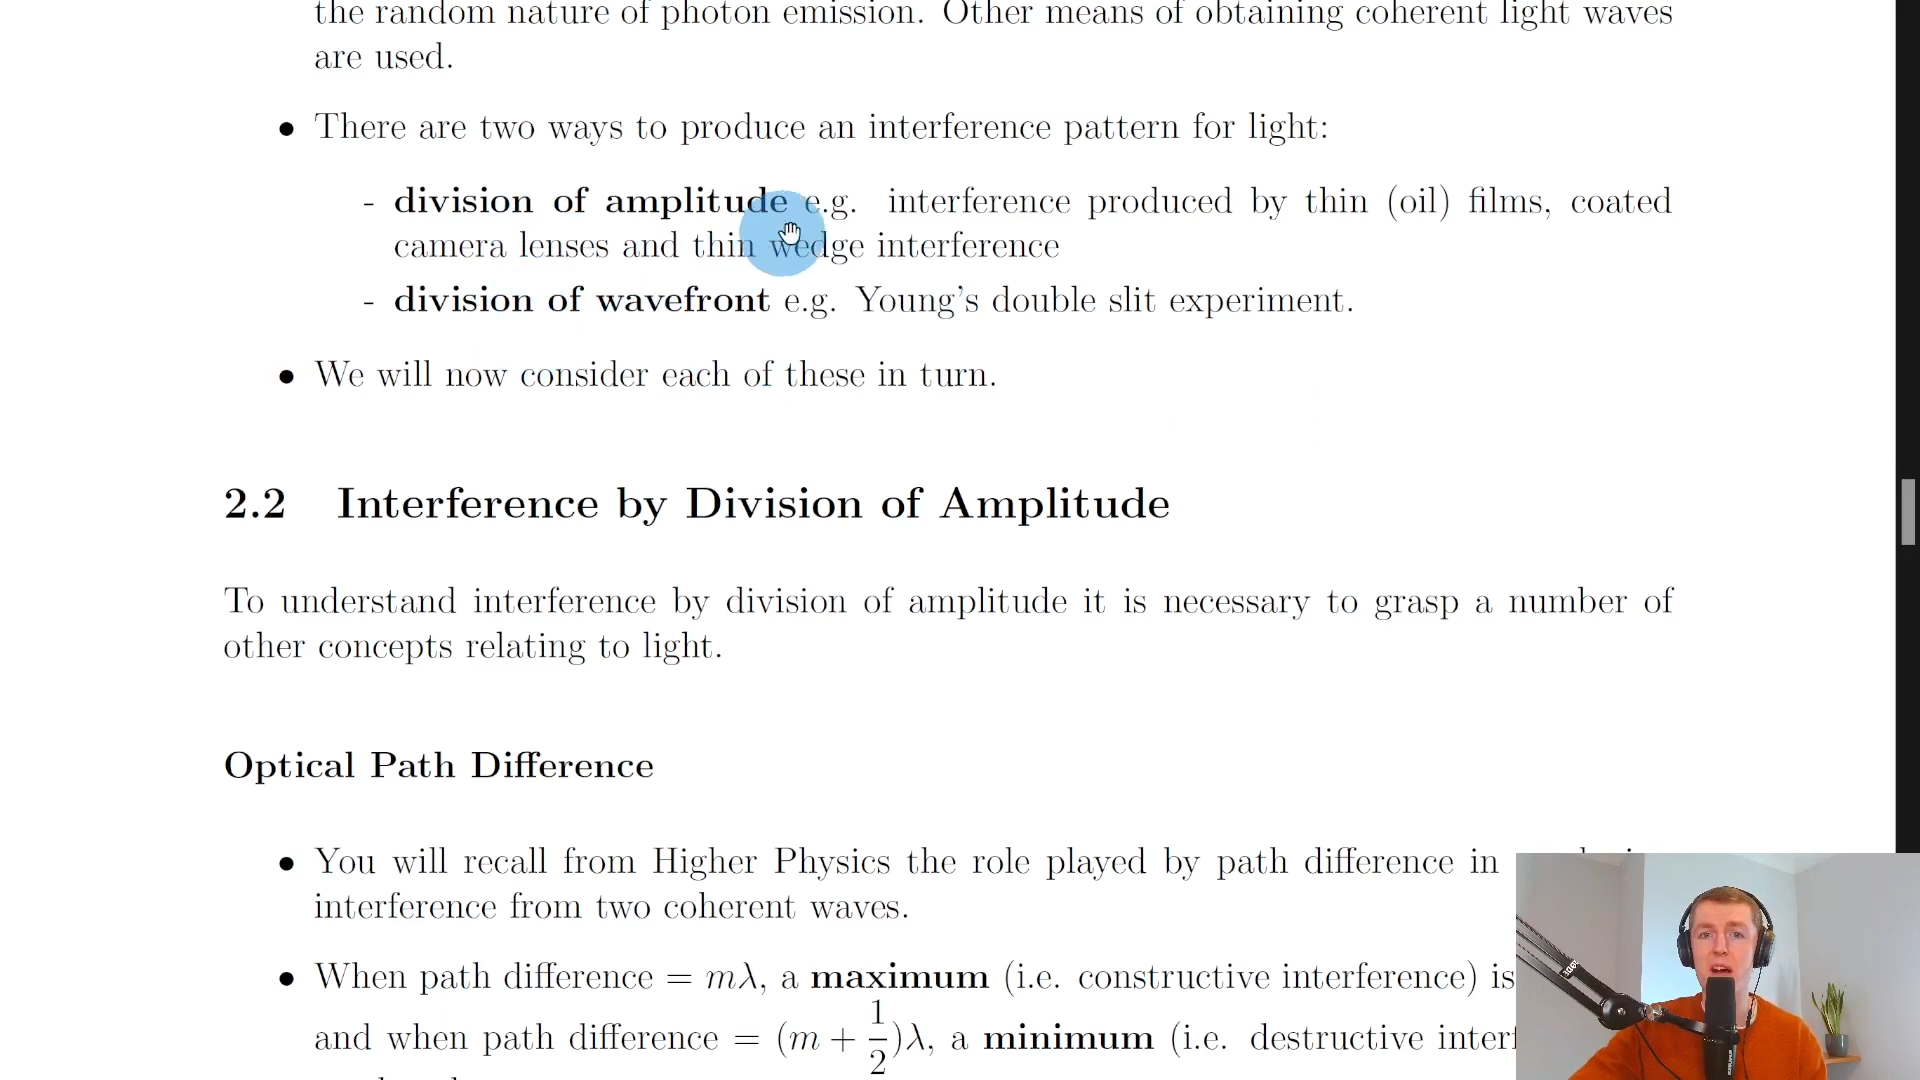 the random nature of photon emission. Other means of obtaining coherent light waves
are used.
• There are two ways to produce an interference pattern for light:
- division of amplitude e.g. interference produced by thin (oil) films, coated
camera lenses and thin wedge interference
- division of wavefront e.g. Young's double slit experiment.
• We will now consider each of these in turn.
2.2 Interference by Division of Amplitude
To understand interference by division of amplitude it is necessary to grasp a number of
other concepts relating to light.
Optical Path Difference
• You will recall from Higher Physics the role played by path difference in
interference from two coherent waves.
• When path difference = mλ, a maximum (i.e. constructive interference) is
and when path difference = (m + 1/2)λ, a minimum (i.e. destructive